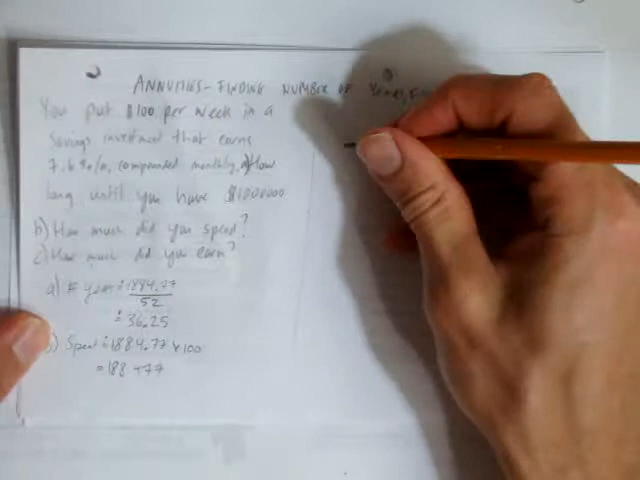 ANNUITIES - FINDING NUMBER OF YEARS,
You put $100 per week in a
savings investment that earns
7.6%/a, compounded monthly. a) How
long until you have $1000000
b) How much did you spend?
c) How much did you earn?
a) # years = 1884.77
52
= 36.25
b) Spent = 1884.77 × 100
= 188 477